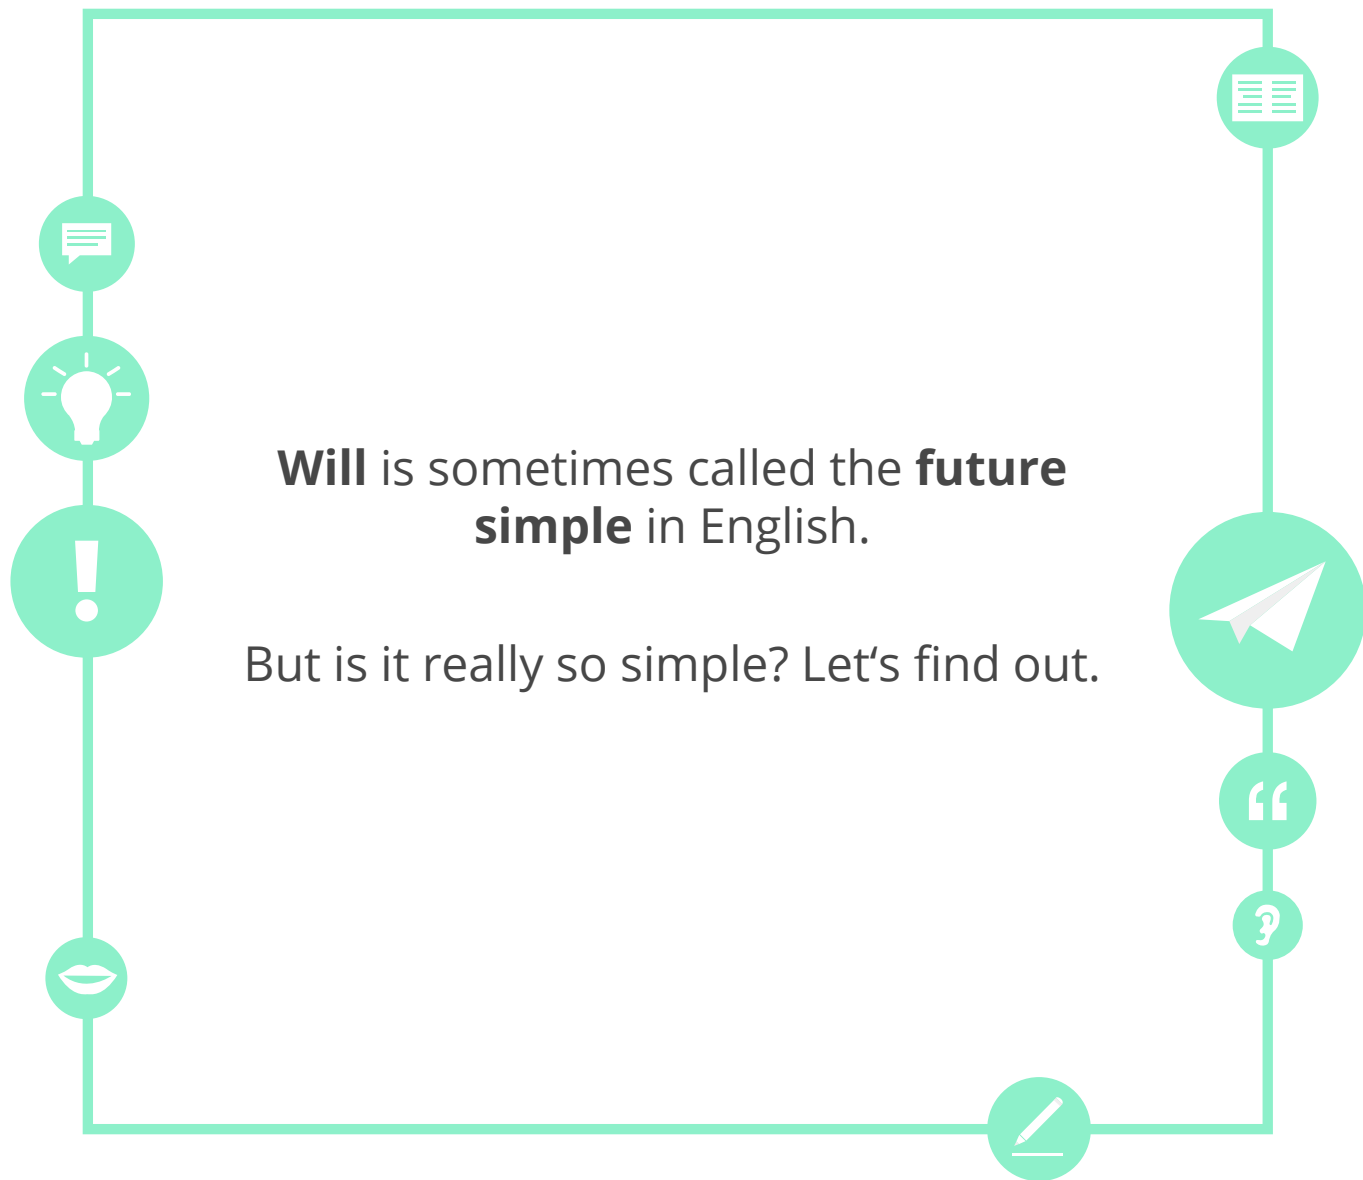 Will is sometimes called the future
simple in English.
But is it really so simple? Let‘s find out.